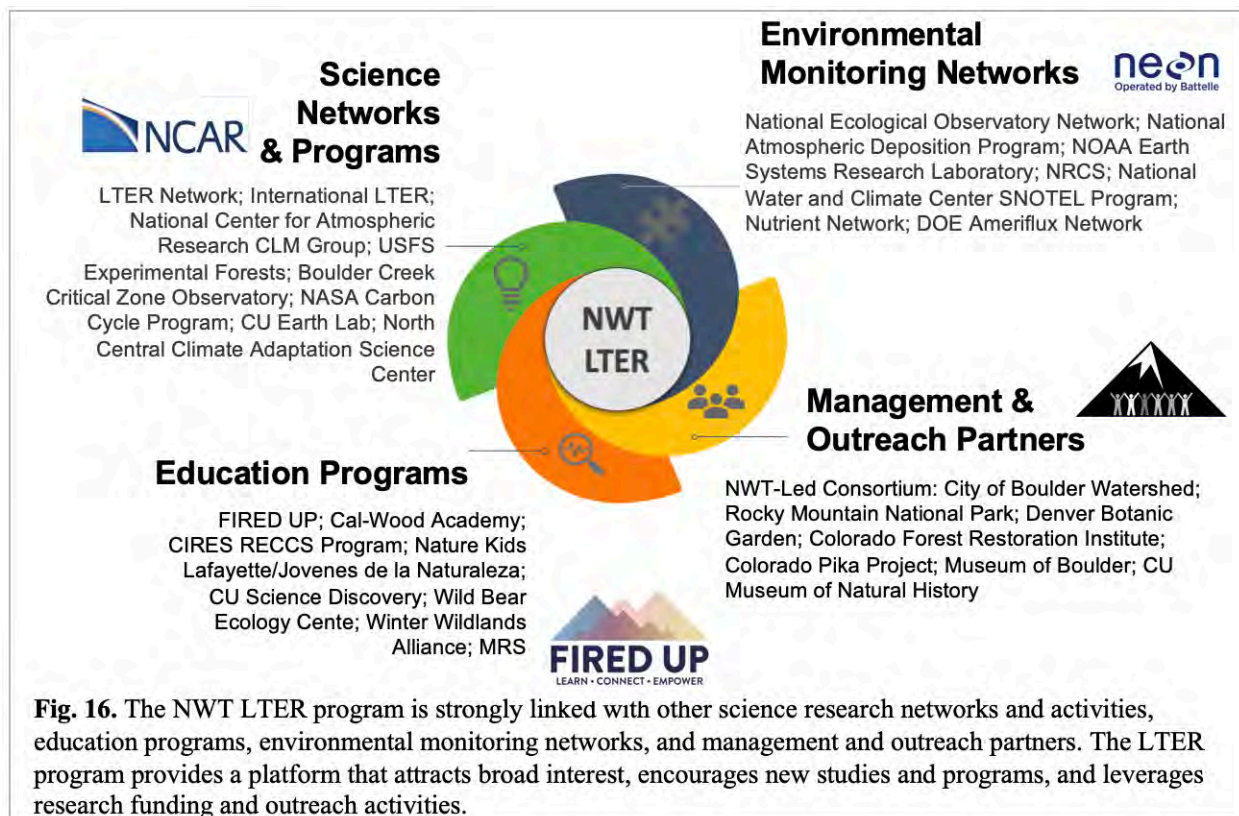 Science
Networks
& Programs
NCAR
LTER Network; International LTER;
National Center for Atmospheric
Research CLM Group; USFS
Experimental Forests; Boulder Creek
Critical Zone Observatory; NASA Carbon
Cycle Program; CU Earth Lab; North
Central Climate Adaptation Science
Center
Environmental
Monitoring Networks
neon
Operated by Battelle
National Ecological Observatory Network; National
Atmospheric Deposition Program; NOAA Earth
Systems Research Laboratory; NRCS; National
Water and Climate Center SNOTEL Program;
Nutrient Network; DOE Ameriflux Network
NWT
LTER
Education Programs
FIRED UP; Cal-Wood Academy;
CIRES RECCS Program; Nature Kids
Lafayette/Jovenes de la Naturaleza;
CU Science Discovery; Wild Bear
Ecology Cente; Winter Wildlands
Alliance; MRS
FIRED UP
LEARN • CONNECT • EMPOWER
Management &
Outreach Partners
NWT-Led Consortium: City of Boulder Watershed;
Rocky Mountain National Park; Denver Botanic
Garden; Colorado Forest Restoration Institute;
Colorado Pika Project; Museum of Boulder; CU
Museum of Natural History
Fig. 16. The NWT LTER program is strongly linked with other science research networks and activities,
education programs, environmental monitoring networks, and management and outreach partners. The LTER
program provides a platform that attracts broad interest, encourages new studies and programs, and leverages
research funding and outreach activities.